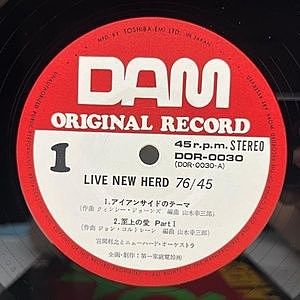 MFD. BY TOSHIBA-EMI LTD. IN JAPAN
DAM
ORIGINAL RECORD
1
45 r.p.m. STEREO
DOR-0030
(DOR-0030-A)
LIVE NEW HERD 76/45
1.アイアンサイドのテーマ
(作曲 クィンシー・ジョーンズ 編曲 山木幸三郎)
2.至上の愛 Part 1
(作曲 ジョン・コルトレーン 編曲 山木幸三郎)
宮間利之とニューハード・オーケストラ
企画・制作:第一家庭電器㈱